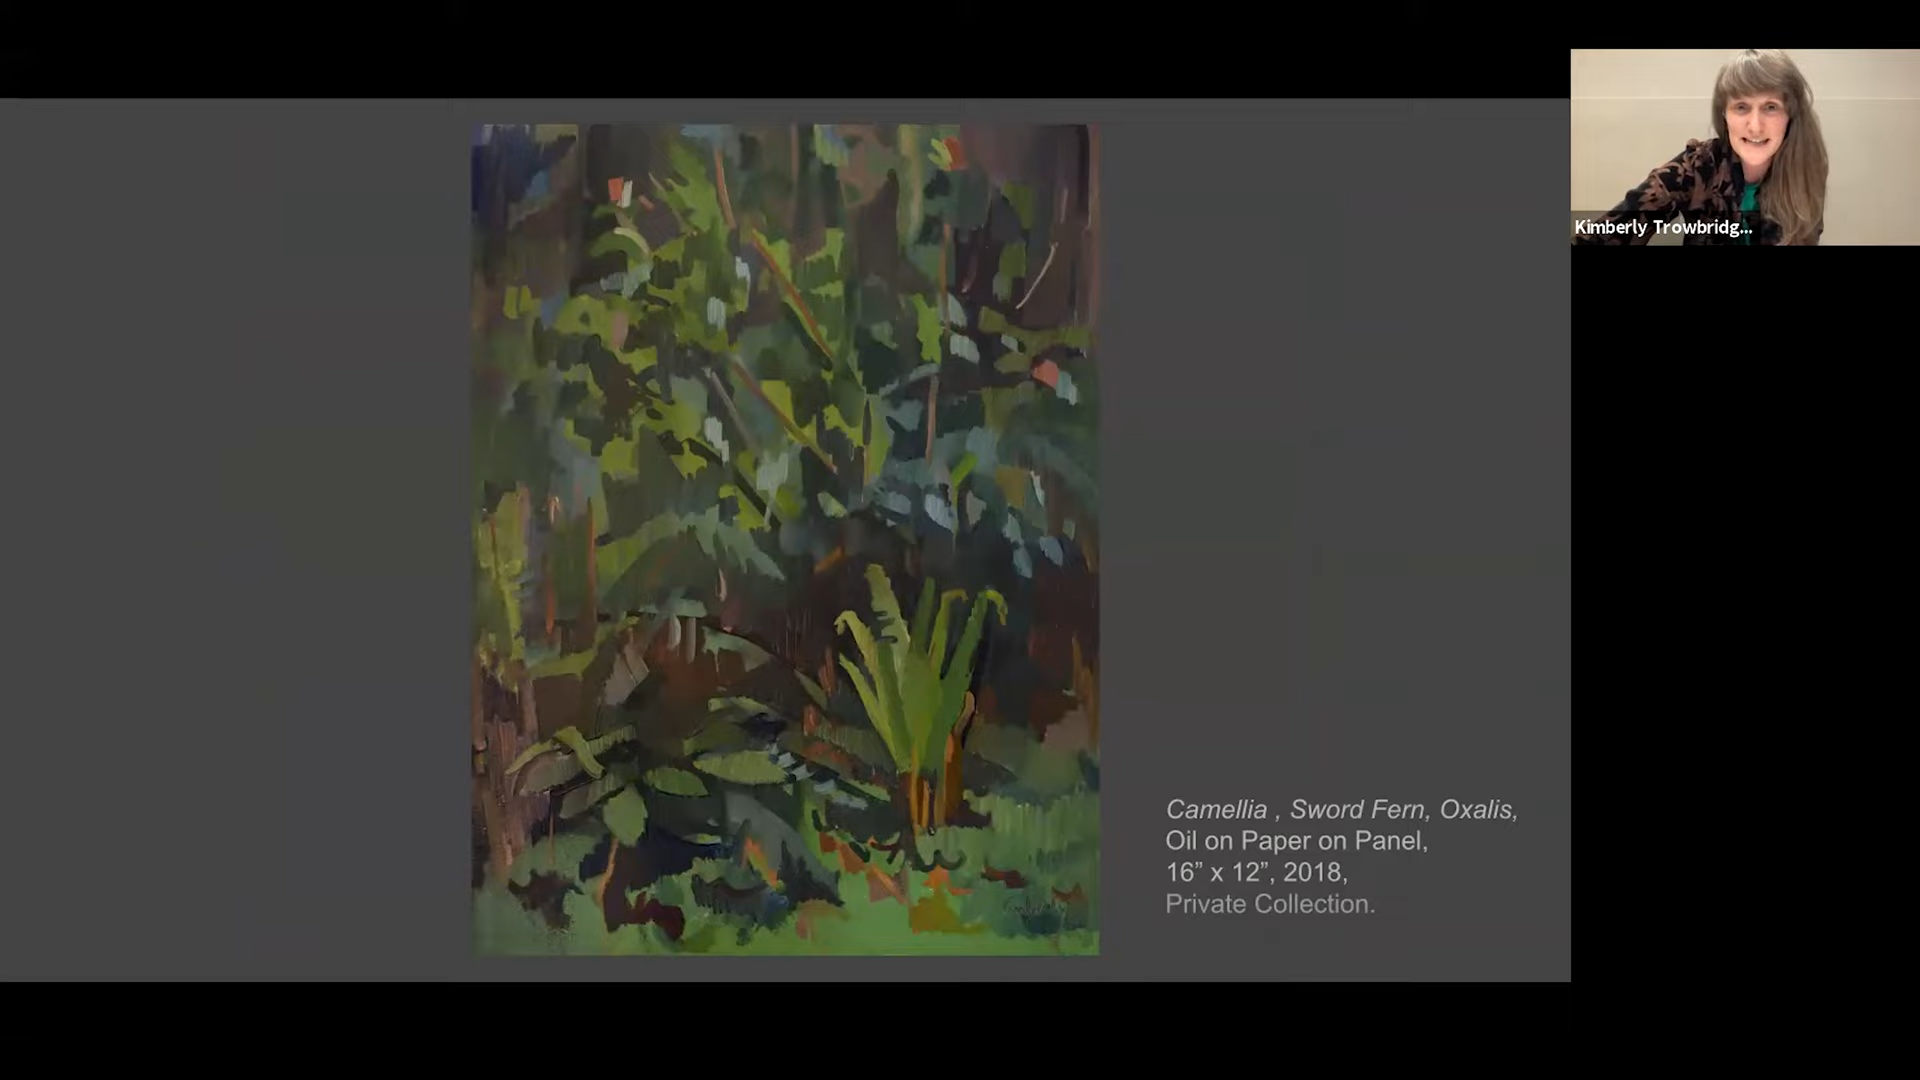 Kimberly Trowbridg...
Camellia , Sword Fern, Oxalis,
Oil on Paper on Panel,
16” x 12”, 2018,
Private Collection.